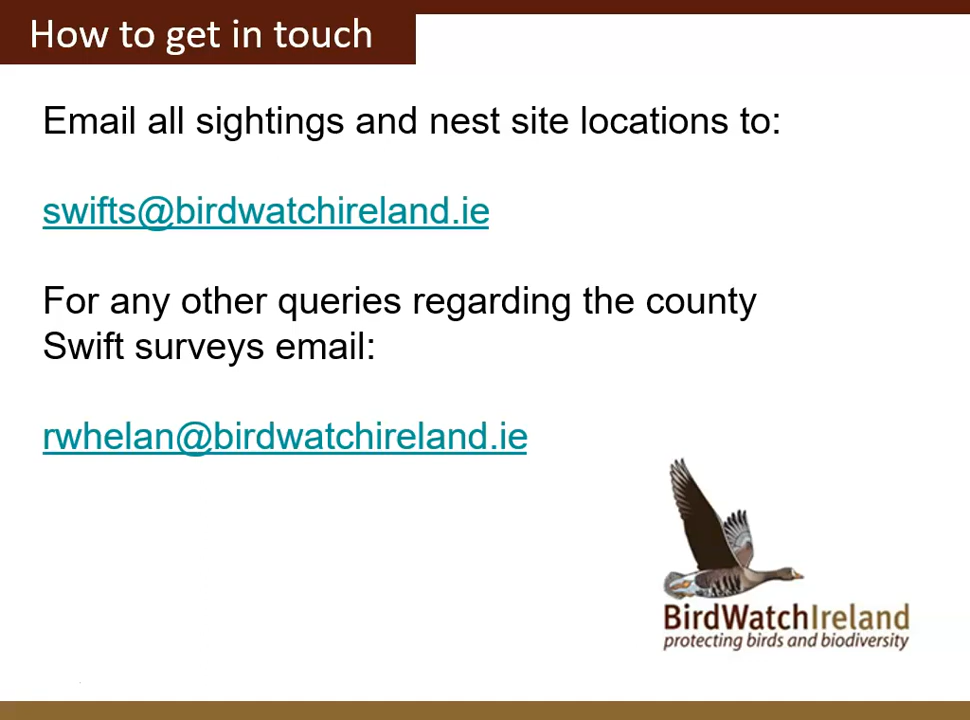 How to get in touch
Email all sightings and nest site locations to:
swifts@birdwatchireland.ie
For any other queries regarding the county
Swift surveys email:
rwhelan@birdwatchireland.ie
BirdWatchIreland
protecting birds and biodiversity